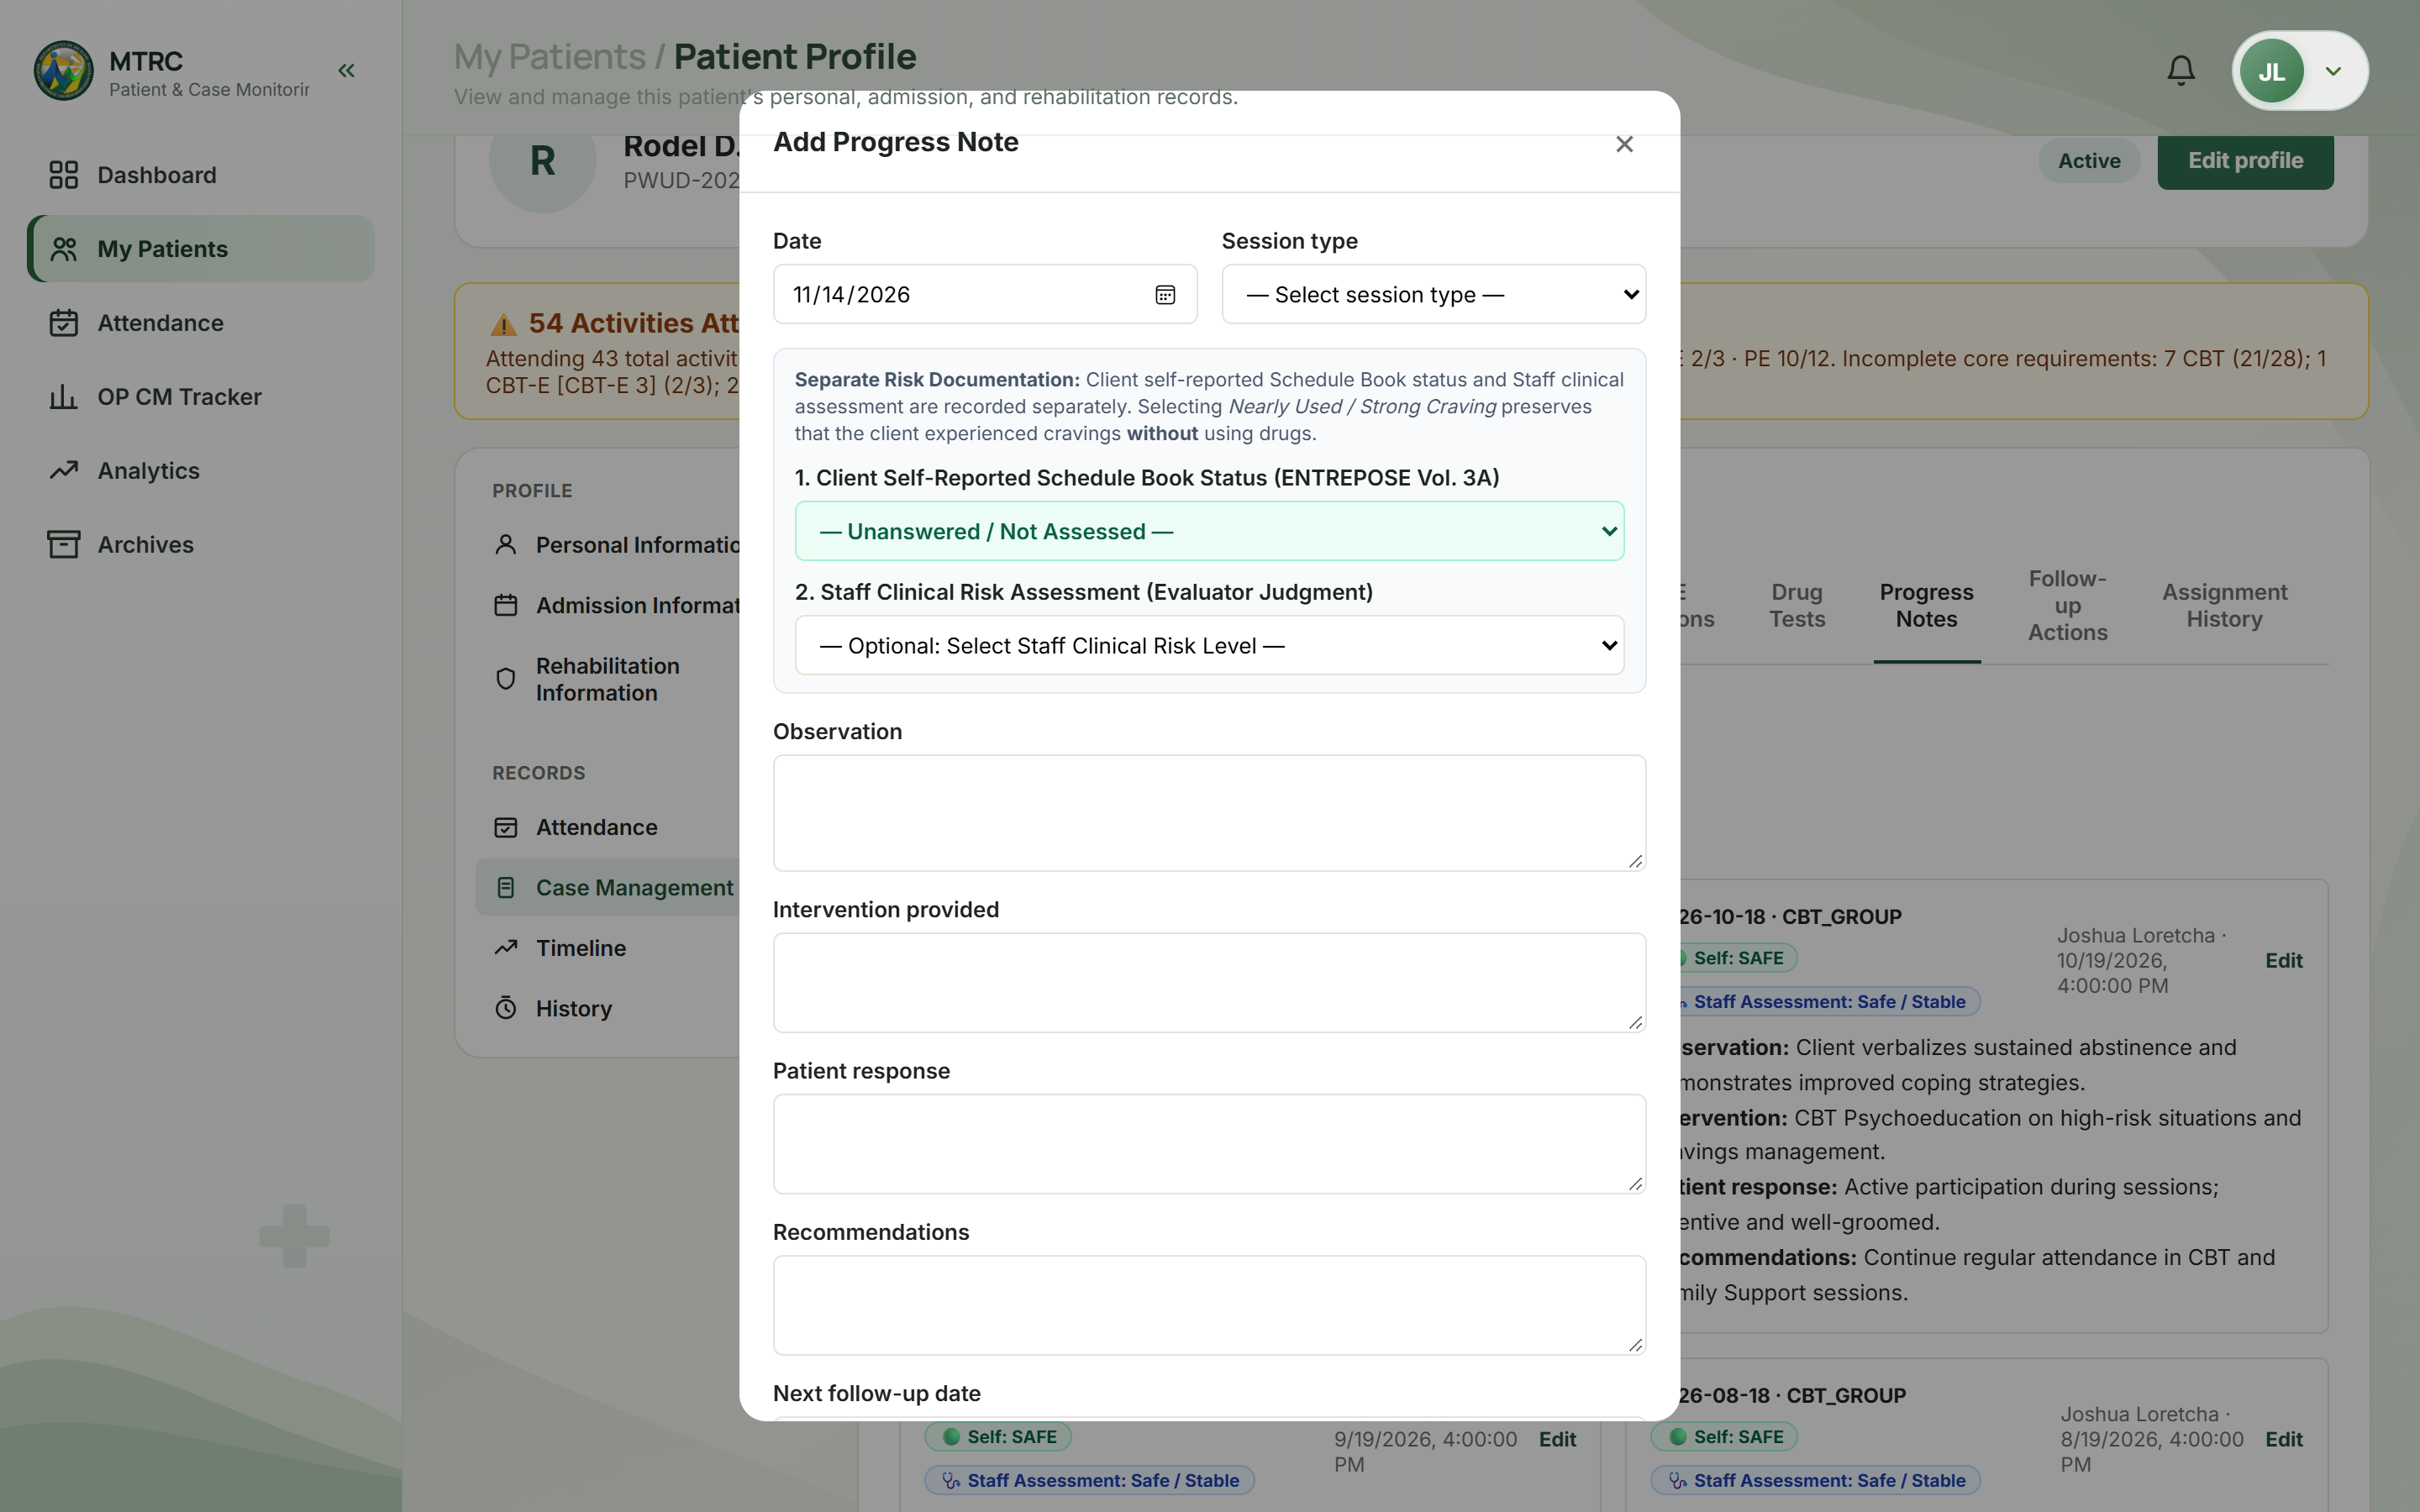 MTRC
Patient & Case Monitorir
Dashboard
My Patients
Attendance
OP CM Tracker
Analytics
Archives
My Patients / Patient Profile
View and manage this patient's personal, admission, and rehabilitation records.
JL
R
Rodel D.
PWUD-202
Active
Edit profile
54 Activities Att
Attending 43 total activit
2/3 · PE 10/12. Incomplete core requirements: 7 CBT (21/28); 1
CBT-E [CBT-E 3] (2/3); 2
PROFILE
Personal Informatio
Admission Informat
Rehabilitation
Information
RECORDS
Attendance
Case Management
Timeline
History
Add Progress Note
Date
Session type
11/14/2026
— Select session type —
Separate Risk Documentation: Client self-reported Schedule Book status and Staff clinical
assessment are recorded separately. Selecting Nearly Used / Strong Craving preserves
that the client experienced cravings without using drugs.
1. Client Self-Reported Schedule Book Status (ENTREPOSE Vol. 3A)
— Unanswered / Not Assessed —
2. Staff Clinical Risk Assessment (Evaluator Judgment)
— Optional: Select Staff Clinical Risk Level —
Observation
Intervention provided
Patient response
Recommendations
Next follow-up date
ons
Drug
Tests
Progress
Notes
Follow-
up
Actions
Assignment
History
26-10-18 · CBT_GROUP
Self: SAFE
Staff Assessment: Safe / Stable
Joshua Loretcha ·
10/19/2026,
4:00:00 PM
Edit
servation: Client verbalizes sustained abstinence and
monstrates improved coping strategies.
ervention: CBT Psychoeducation on high-risk situations and
vings management.
tient response: Active participation during sessions;
entive and well-groomed.
commendations: Continue regular attendance in CBT and
mily Support sessions.
Self: SAFE
Staff Assessment: Safe / Stable
9/19/2026, 4:00:00
PM
Edit
26-08-18 · CBT_GROUP
Self: SAFE
Staff Assessment: Safe / Stable
Joshua Loretcha ·
8/19/2026, 4:00:00
PM
Edit